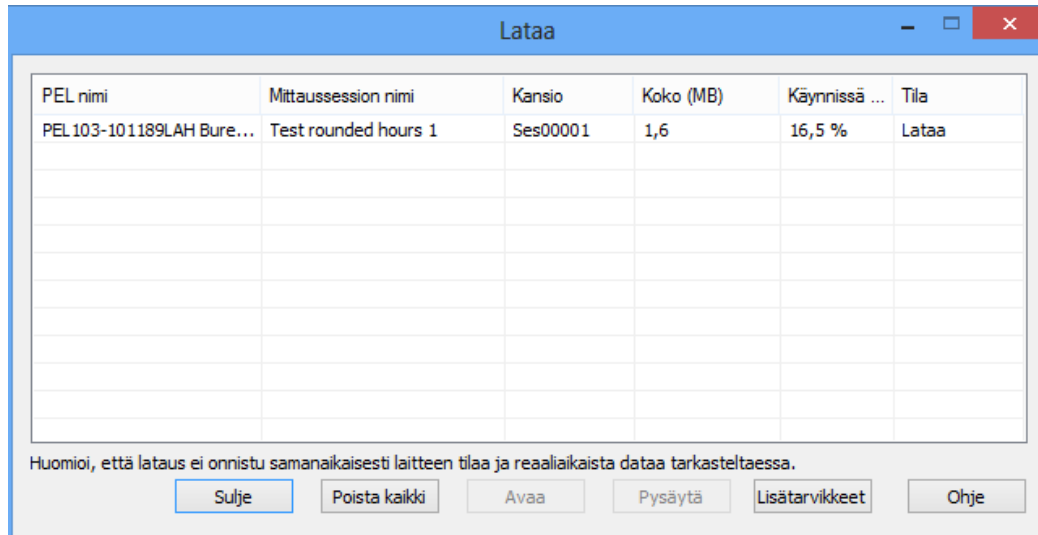 Lataa
PEL nimi Mittaussession nimi Kansio Koko (MB) Käynnissä ... Tila
PEL103-101189LAH Bure... Test rounded hours 1 Ses00001 1,6 16,5 % Lataa
Huomioi, että lataus ei onnistu samanaikaisesti laitteen tilaa ja reaaliaikaista dataa tarkasteltaessa.
Sulje Poista kaikki Avaa Pysäytä Lisätarvikkeet Ohje